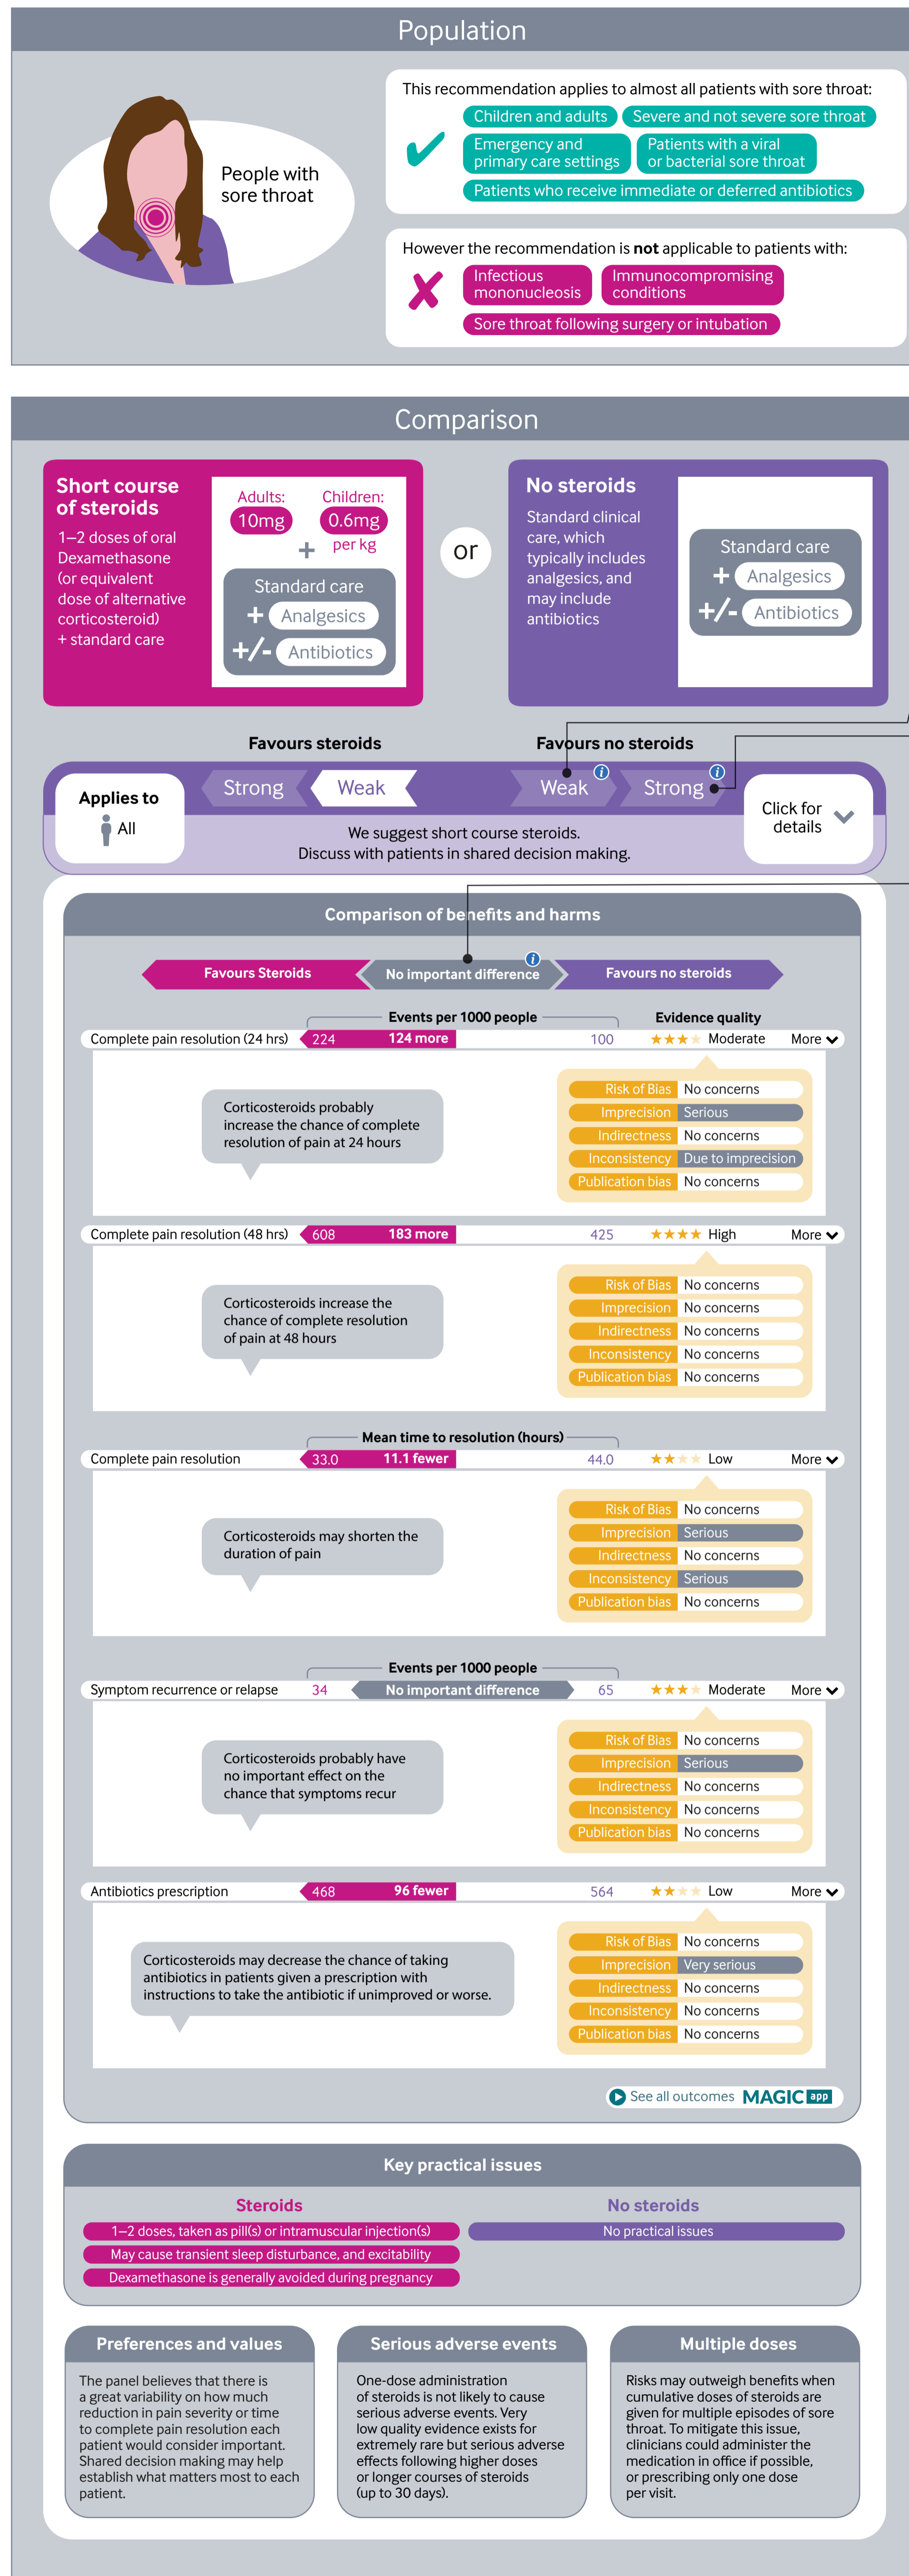 Population
People with
sore throat
This recommendation applies to almost all patients with sore throat:
Children and adults
Severe and not severe sore throat
Emergency and
primary care settings
Patients with a viral
or bacterial sore throat
Patients who receive immediate or deferred antibiotics
However the recommendation is not applicable to patients with:
Infectious
mononucleosis
Immunocompromising
conditions
Sore throat following surgery or intubation
Comparison
Short course
of steroids
1–2 doses of oral
Dexamethasone
(or equivalent
dose of alternative
corticosteroid)
+ standard care
Adults:
10mg
Children:
0.6mg
per kg
+
Standard care
+ Analgesics
+/- Antibiotics
or
No steroids
Standard clinical
care, which
typically includes
analgesics, and
may include
antibiotics
Standard care
+ Analgesics
+/- Antibiotics
Favours steroids
Favours no steroids
Applies to
All
Strong
Weak
Weak
i
Strong
i
Click for
details
We suggest short course steroids.
Discuss with patients in shared decision making.
Comparison of benefits and harms
Favours Steroids
No important difference
i
Favours no steroids
Events per 1000 people
Evidence quality
Complete pain resolution (24 hrs) 224 124 more 100 Moderate More
Corticosteroids probably
increase the chance of complete
resolution of pain at 24 hours
Risk of Bias No concerns
Imprecision Serious
Indirectness No concerns
Inconsistency Due to imprecision
Publication bias No concerns
Complete pain resolution (48 hrs) 608 183 more 425 High More
Corticosteroids increase the
chance of complete resolution
of pain at 48 hours
Risk of Bias No concerns
Imprecision No concerns
Indirectness No concerns
Inconsistency No concerns
Publication bias No concerns
Mean time to resolution (hours)
Complete pain resolution 33.0 11.1 fewer 44.0 Low More
Corticosteroids may shorten the
duration of pain
Risk of Bias No concerns
Imprecision Serious
Indirectness No concerns
Inconsistency Serious
Publication bias No concerns
Events per 1000 people
Symptom recurrence or relapse 34 No important difference 65 Moderate More
Corticosteroids probably have
no important effect on the
chance that symptoms recur
Risk of Bias No concerns
Imprecision Serious
Indirectness No concerns
Inconsistency No concerns
Publication bias No concerns
Antibiotics prescription 468 96 fewer 564 Low More
Corticosteroids may decrease the chance of taking
antibiotics in patients given a prescription with
instructions to take the antibiotic if unimproved or worse.
Risk of Bias No concerns
Imprecision Very serious
Indirectness No concerns
Inconsistency No concerns
Publication bias No concerns
See all outcomes MAGIC app
Key practical issues
Steroids
1–2 doses, taken as pill(s) or intramuscular injection(s)
May cause transient sleep disturbance, and excitability
Dexamethasone is generally avoided during pregnancy
No steroids
No practical issues
Preferences and values
The panel believes that there is
a great variability on how much
reduction in pain severity or time
to complete pain resolution each
patient would consider important.
Shared decision making may help
establish what matters most to each
patient.
Serious adverse events
One-dose administration
of steroids is not likely to cause
serious adverse events. Very
low quality evidence exists for
extremely rare but serious adverse
effects following higher doses
or longer courses of steroids
(up to 30 days).
Multiple doses
Risks may outweigh benefits when
cumulative doses of steroids are
given for multiple episodes of sore
throat. To mitigate this issue,
clinicians could administer the
medication in office if possible,
or prescribing only one dose
per visit.